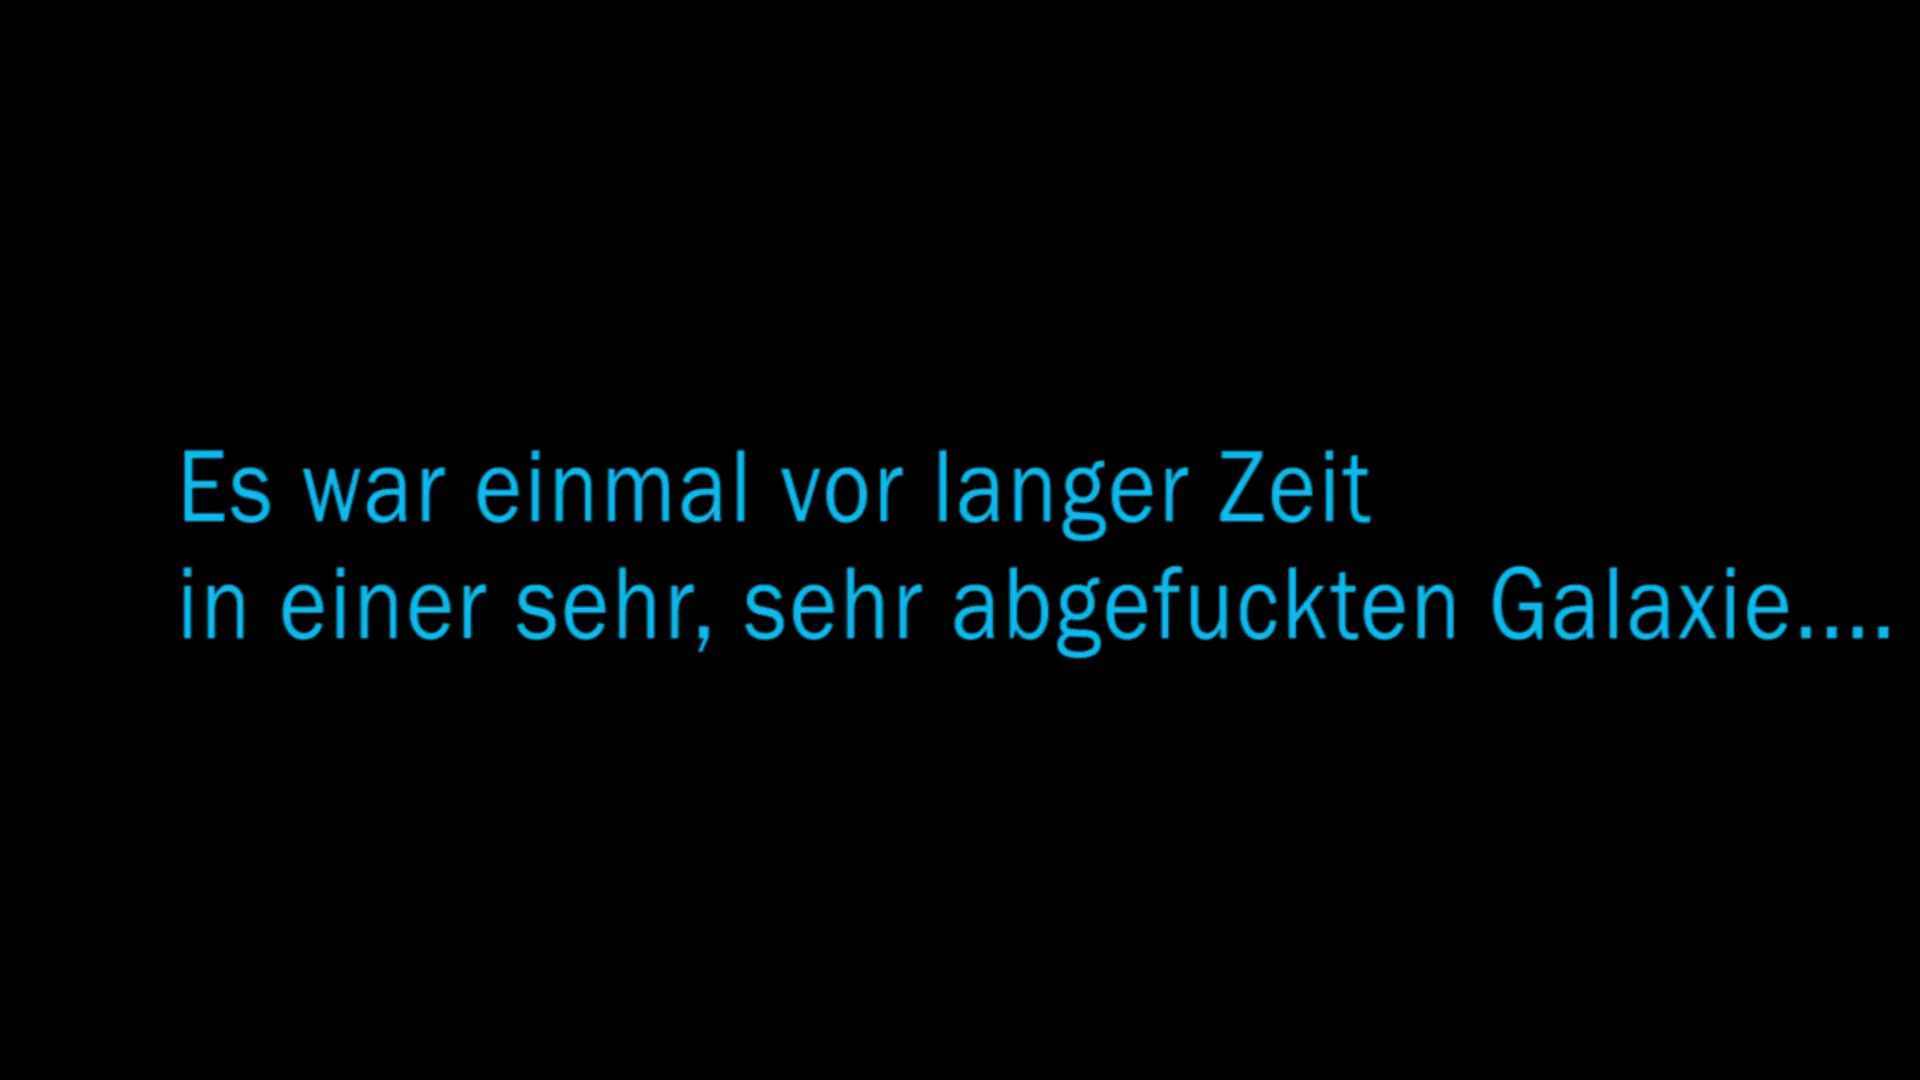 Es war einmal vor langer Zeit
in einer sehr, sehr abgefuckten Galaxie....